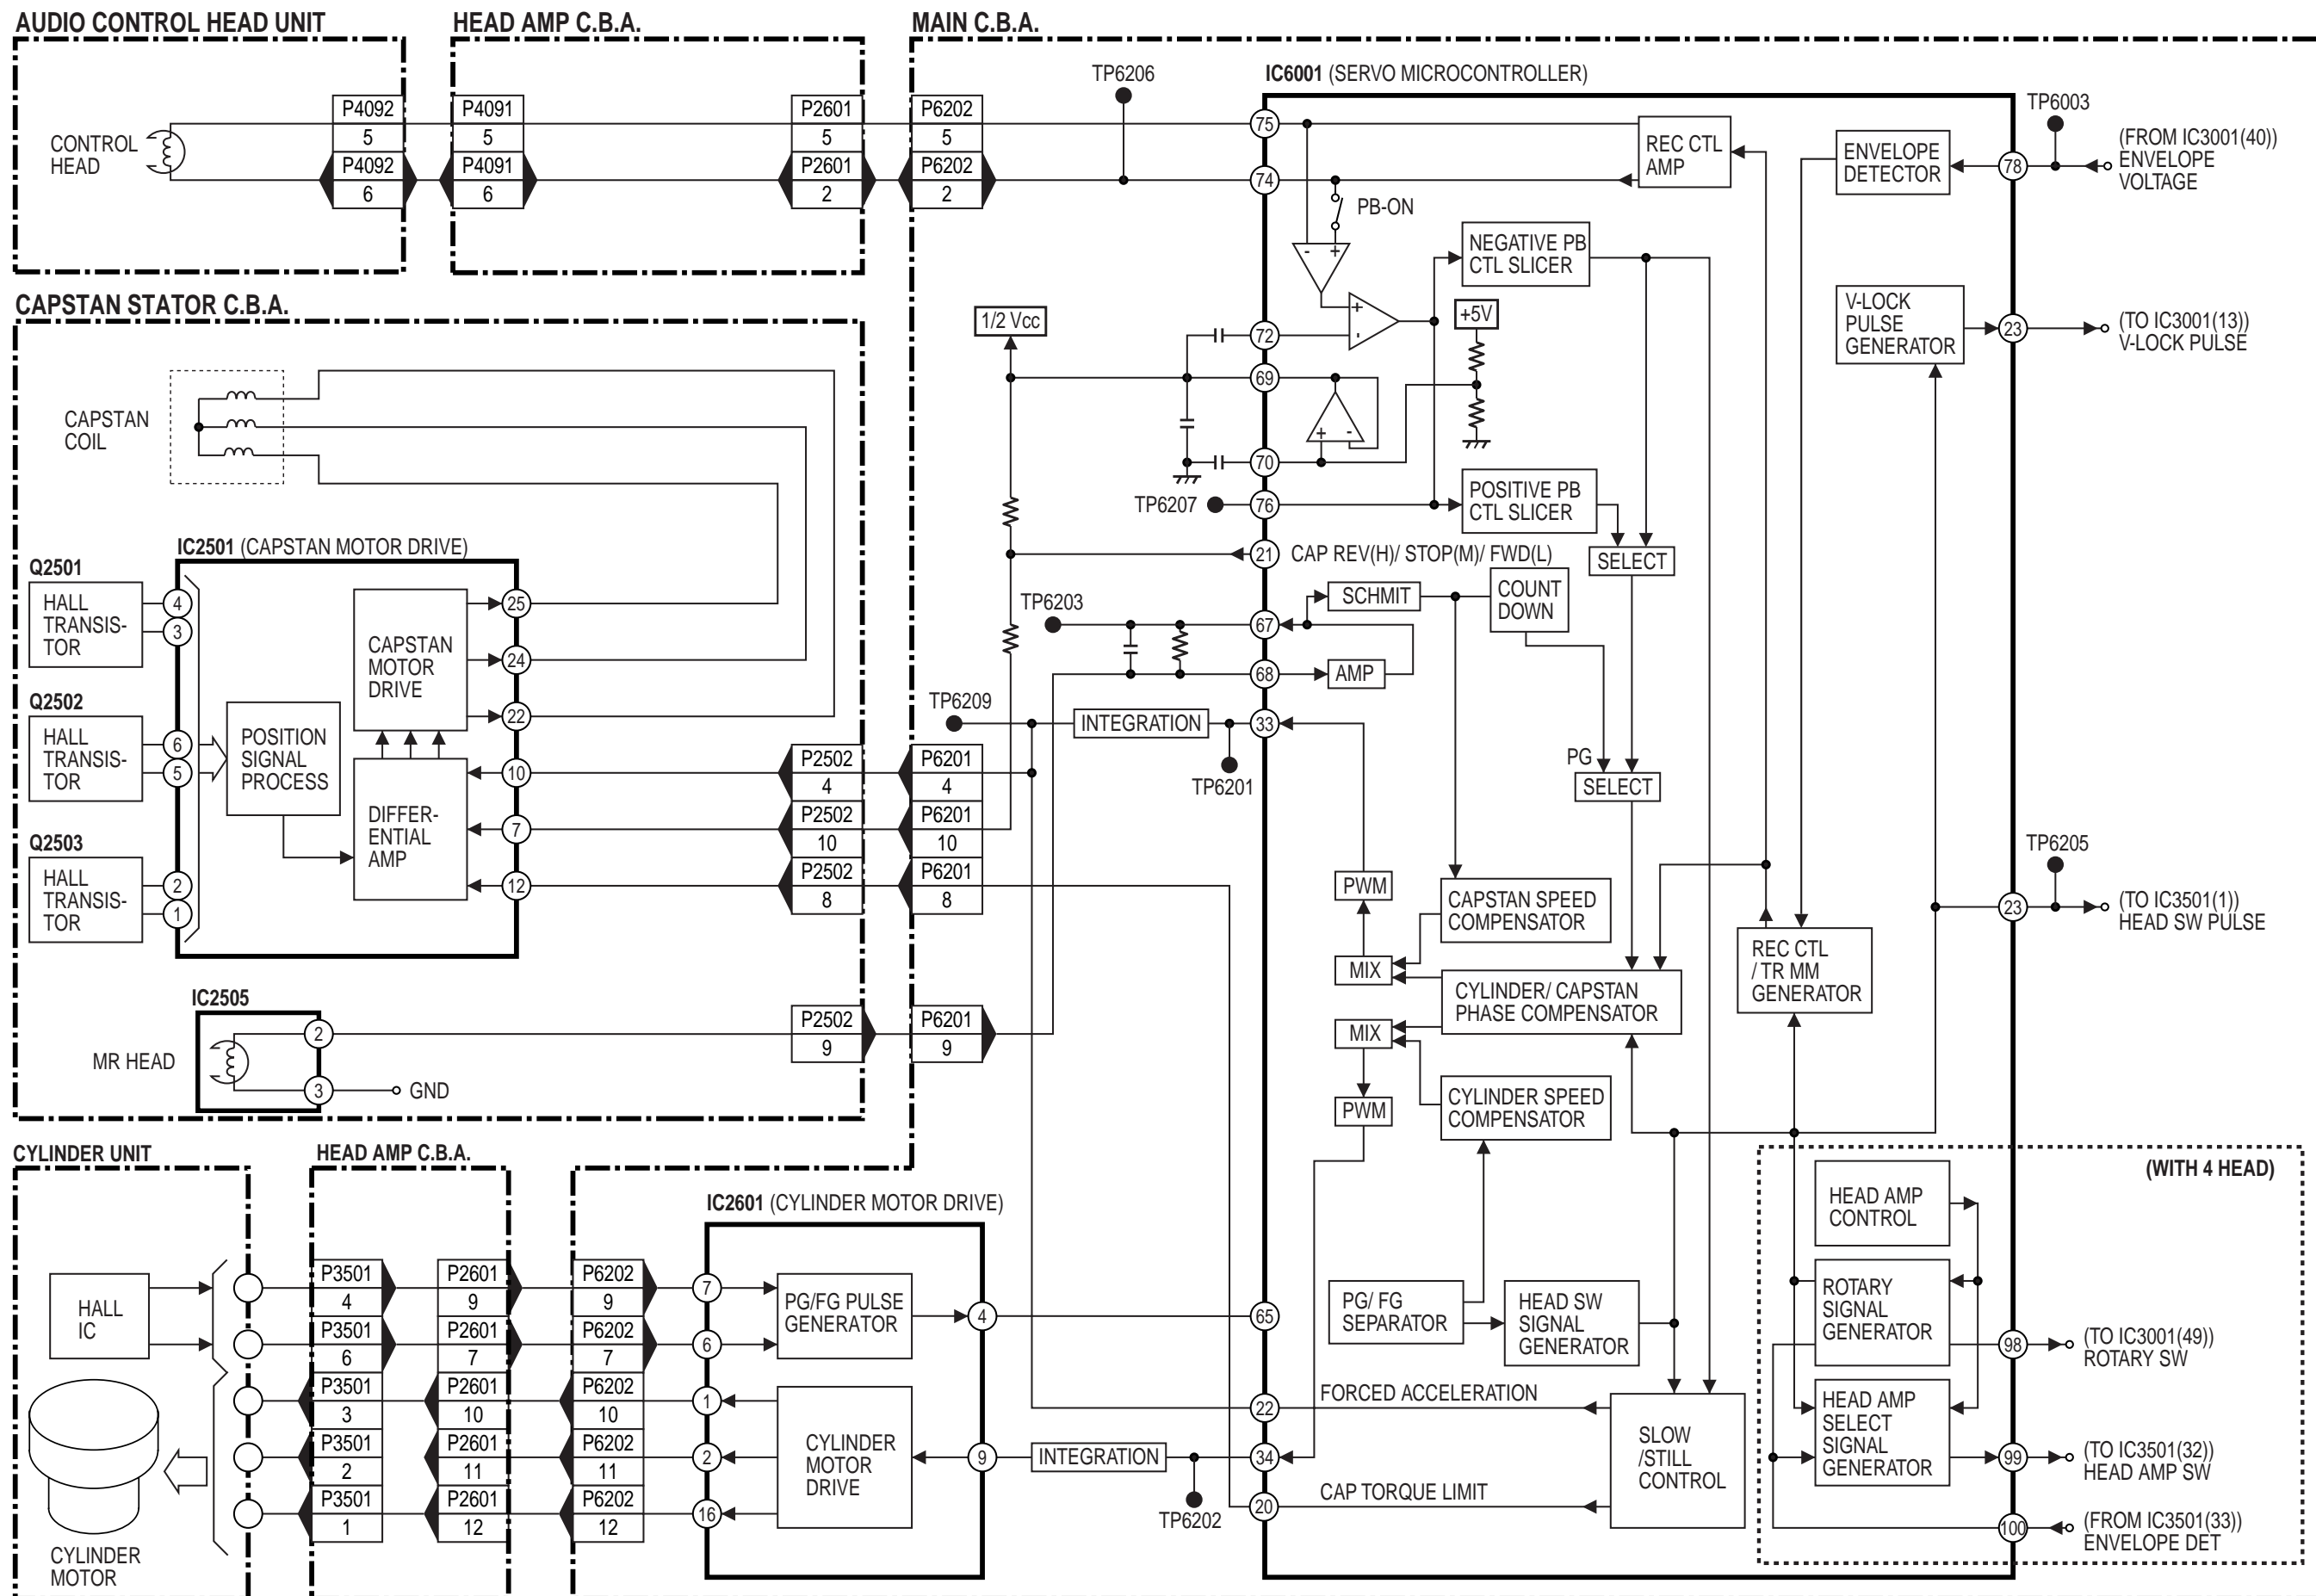 AUDIO CONTROL HEAD UNIT
HEAD AMP C.B.A.
MAIN C.B.A.
CONTROL
HEAD
P4092
5
P4092
6
P4091
5
P4091
6
P2601
5
P2601
2
P6202
5
P6202
2
TP6206
IC6001 (SERVO MICROCONTROLLER)
75
74
REC CTL
AMP
PB-ON
- +
ENVELOPE
DETECTOR
78
TP6003
(FROM IC3001(40))
ENVELOPE
VOLTAGE
NEGATIVE PB
CTL SLICER
+
-
+5V
V-LOCK
PULSE
GENERATOR
23
(TO IC3001(13))
V-LOCK PULSE
1/2 Vcc
72
69
70
+ -
TP6207
76
POSITIVE PB
CTL SLICER
21
CAP REV(H)/ STOP(M)/ FWD(L)
SELECT
SCHMIT
COUNT
DOWN
TP6203
67
68
AMP
TP6209
INTEGRATION
33
TP6201
PG
SELECT
CAPSTAN STATOR C.B.A.
CAPSTAN
COIL
IC2501 (CAPSTAN MOTOR DRIVE)
Q2501
HALL
TRANSIS-
TOR
4
3
Q2502
HALL
TRANSIS-
TOR
6
5
Q2503
HALL
TRANSIS-
TOR
2
1
POSITION
SIGNAL
PROCESS
CAPSTAN
MOTOR
DRIVE
DIFFER-
ENTIAL
AMP
25
24
22
10
7
12
P2502
4
P2502
10
P2502
8
P6201
4
P6201
10
P6201
8
IC2505
MR HEAD
2
3
GND
P2502
9
P6201
9
PWM
CAPSTAN SPEED
COMPENSATOR
MIX
CYLINDER/ CAPSTAN
PHASE COMPENSATOR
MIX
PWM
CYLINDER SPEED
COMPENSATOR
REC CTL
/ TR MM
GENERATOR
TP6205
23
(TO IC3501(1))
HEAD SW PULSE
CYLINDER UNIT
HEAD AMP C.B.A.
IC2601 (CYLINDER MOTOR DRIVE)
HALL
IC
CYLINDER
MOTOR
P3501
4
P3501
6
P3501
3
P3501
2
P3501
1
P2601
9
P2601
7
P2601
10
P2601
11
P2601
12
P6202
9
P6202
7
P6202
10
P6202
11
P6202
12
7
6
1
2
16
PG/FG PULSE
GENERATOR
4
CYLINDER
MOTOR
DRIVE
9
INTEGRATION
TP6202
65
22
34
20
PG/ FG
SEPARATOR
HEAD SW
SIGNAL
GENERATOR
FORCED ACCELERATION
CAP TORQUE LIMIT
SLOW
/STILL
CONTROL
(WITH 4 HEAD)
HEAD AMP
CONTROL
ROTARY
SIGNAL
GENERATOR
HEAD AMP
SELECT
SIGNAL
GENERATOR
98
(TO IC3001(49))
ROTARY SW
99
(TO IC3501(32))
HEAD AMP SW
100
(FROM IC3501(33))
ENVELOPE DET